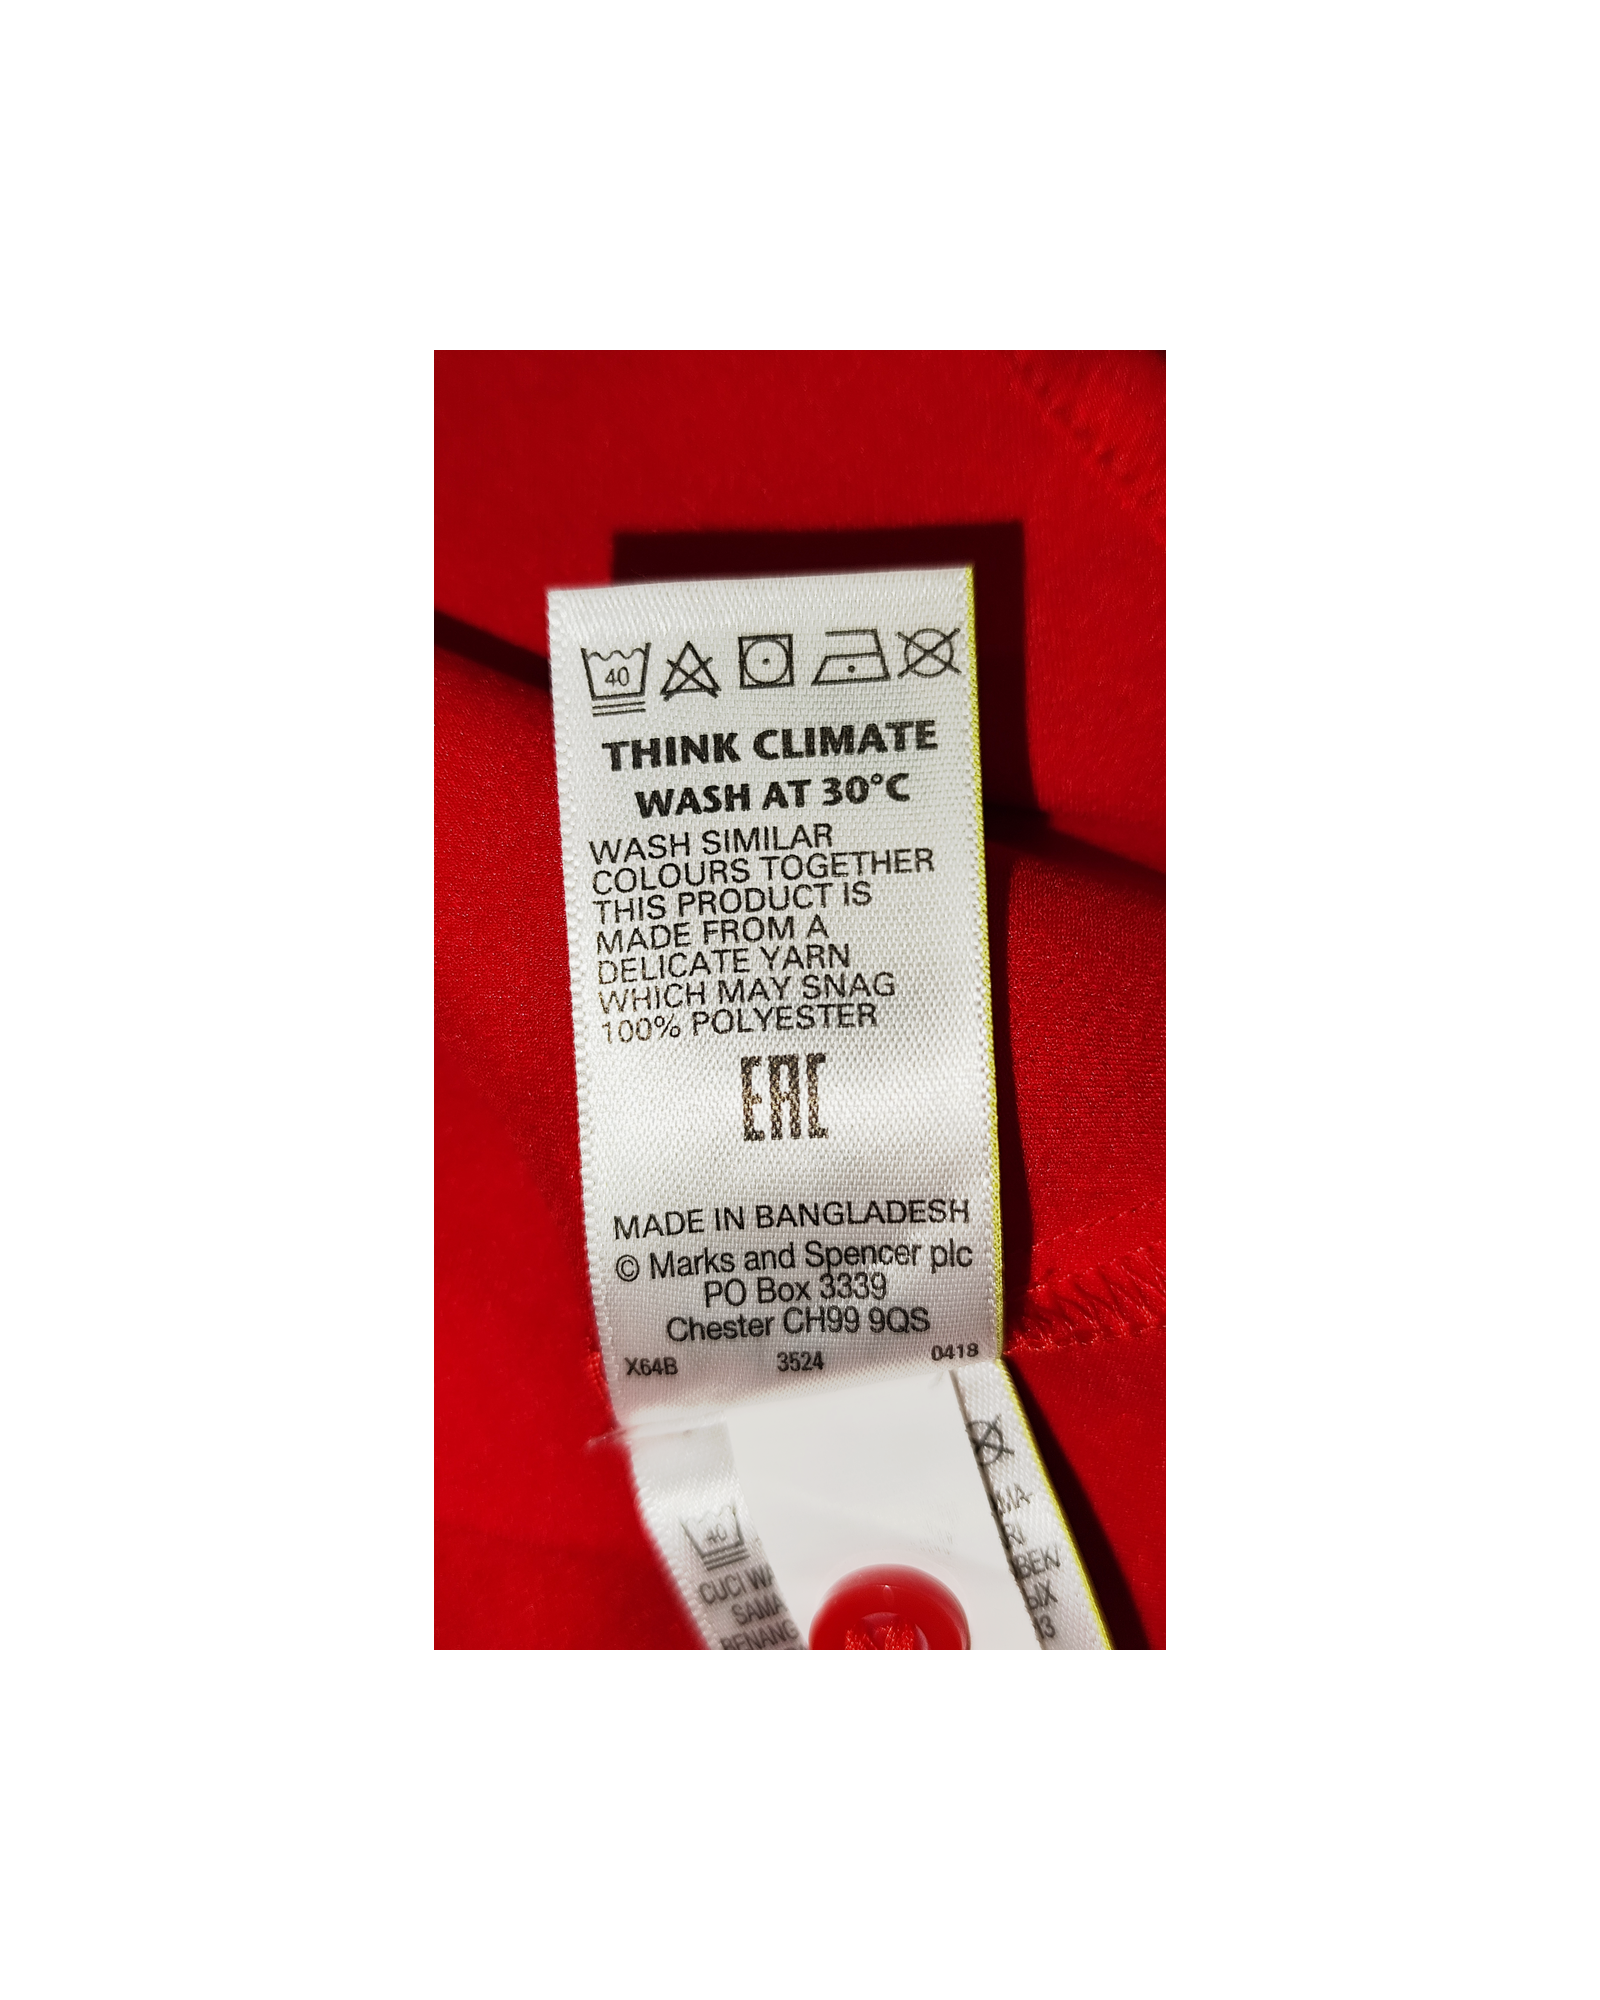 40
THINK CLIMATE
WASH AT 30°C
WASH SIMILAR
COLOURS TOGETHER
THIS PRODUCT IS
MADE FROM A
DELICATE YARN
WHICH MAY SNAG
100% POLYESTER
EAC
MADE IN BANGLADESH
© Marks and Spencer plc
PO Box 3339
Chester CH99 9QS
X64B 3524 0418
40
CUCI
SAMA
BENANG